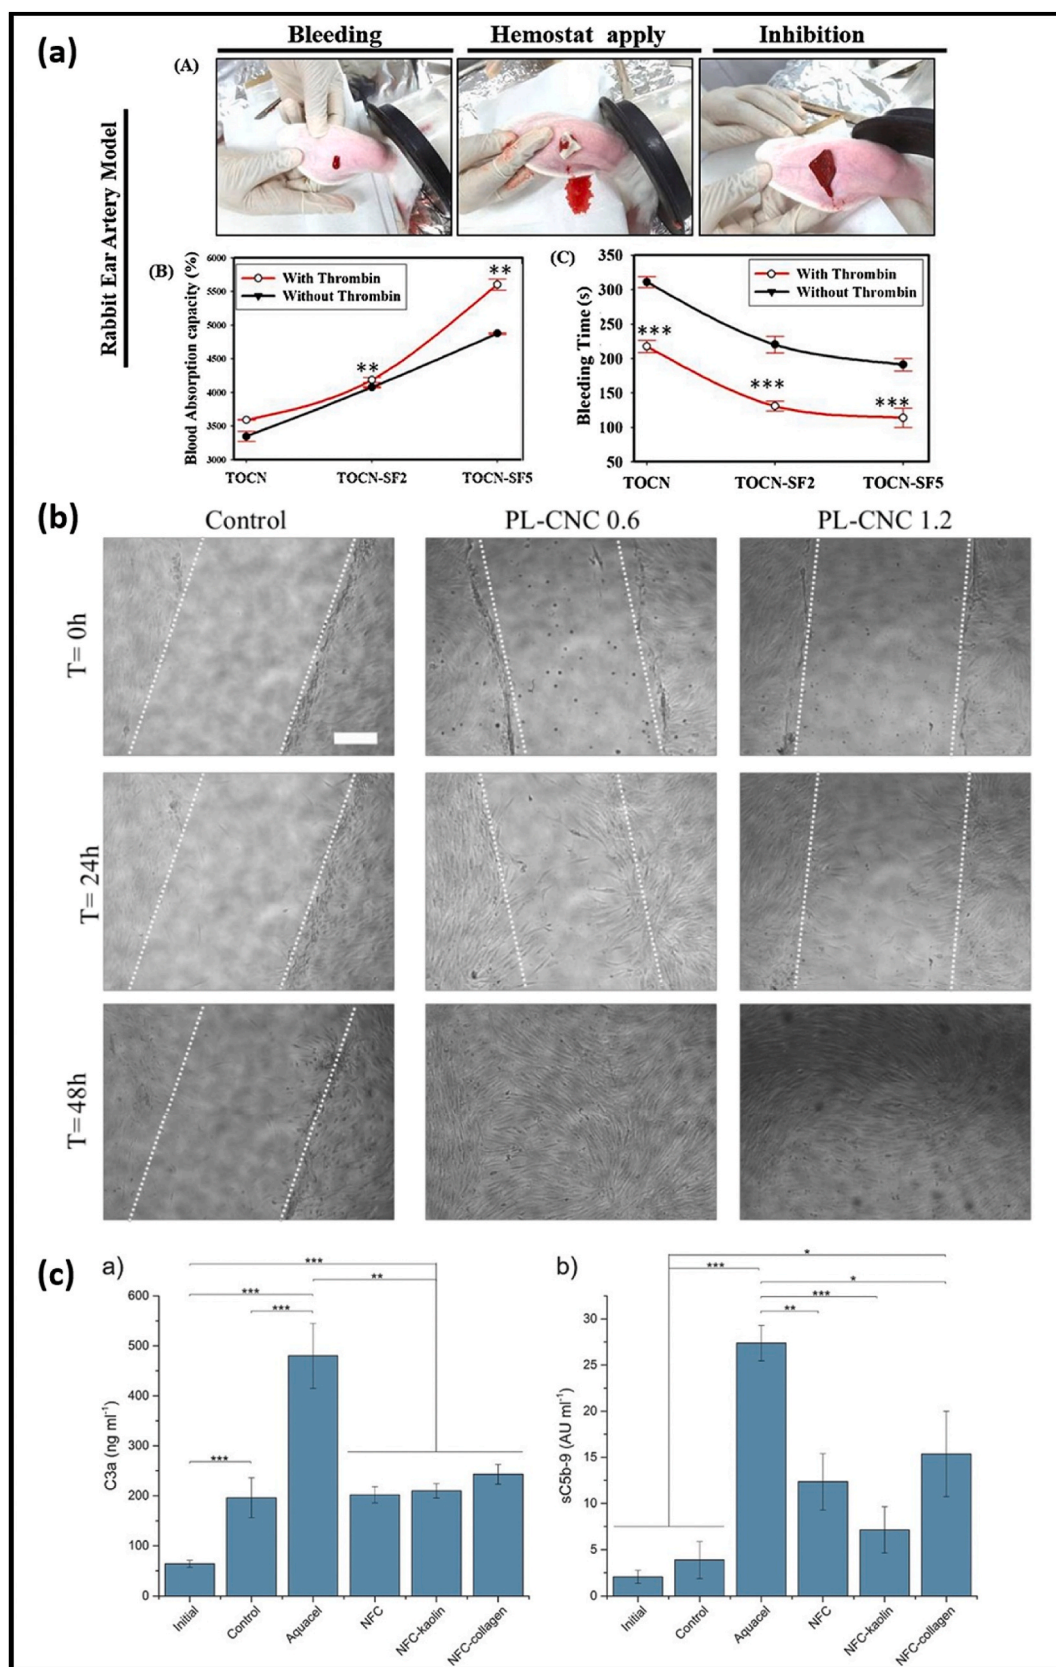 (a)
Bleeding Hemostat apply Inhibition
(A)
Rabbit Ear Artery Model
(B)
Blood Absorption capacity (%)
6000
5500
5000
4500
4000
3500
3000
With Thrombin
Without Thrombin
**
**
TOCN TOCN-SF2 TOCN-SF5
(C)
Bleeding Time (s)
350
300
250
200
150
100
50
With Thrombin
Without Thrombin
***
***
***
TOCN TOCN-SF2 TOCN-SF5
(b)
Control PL-CNC 0.6 PL-CNC 1.2
T= 0h
T= 24h
T= 48h
(c)
a)
***
**
***
***
***
C3a (ng ml⁻¹)
600
500
400
300
200
100
0
Initial Control Aquacel NFC NFC-kaolin NFC-collagen
b)
*
***
*
***
**
sC5b-9 (AU ml⁻¹)
30
25
20
15
10
5
0
Initial Control Aquacel NFC NFC-kaolin NFC-collagen